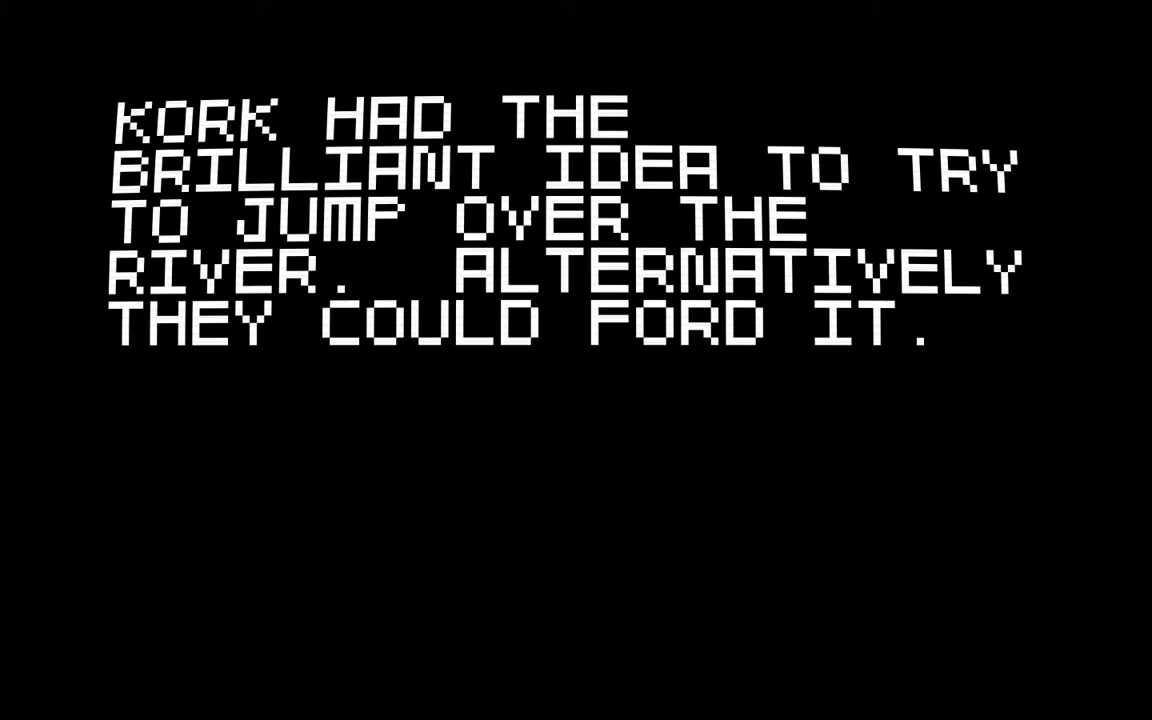 KORK HAD THE
BRILLIANT IDEA TO TRY
TO JUMP OVER THE
RIVER.  ALTERNATIVELY
THEY COULD FORD IT.